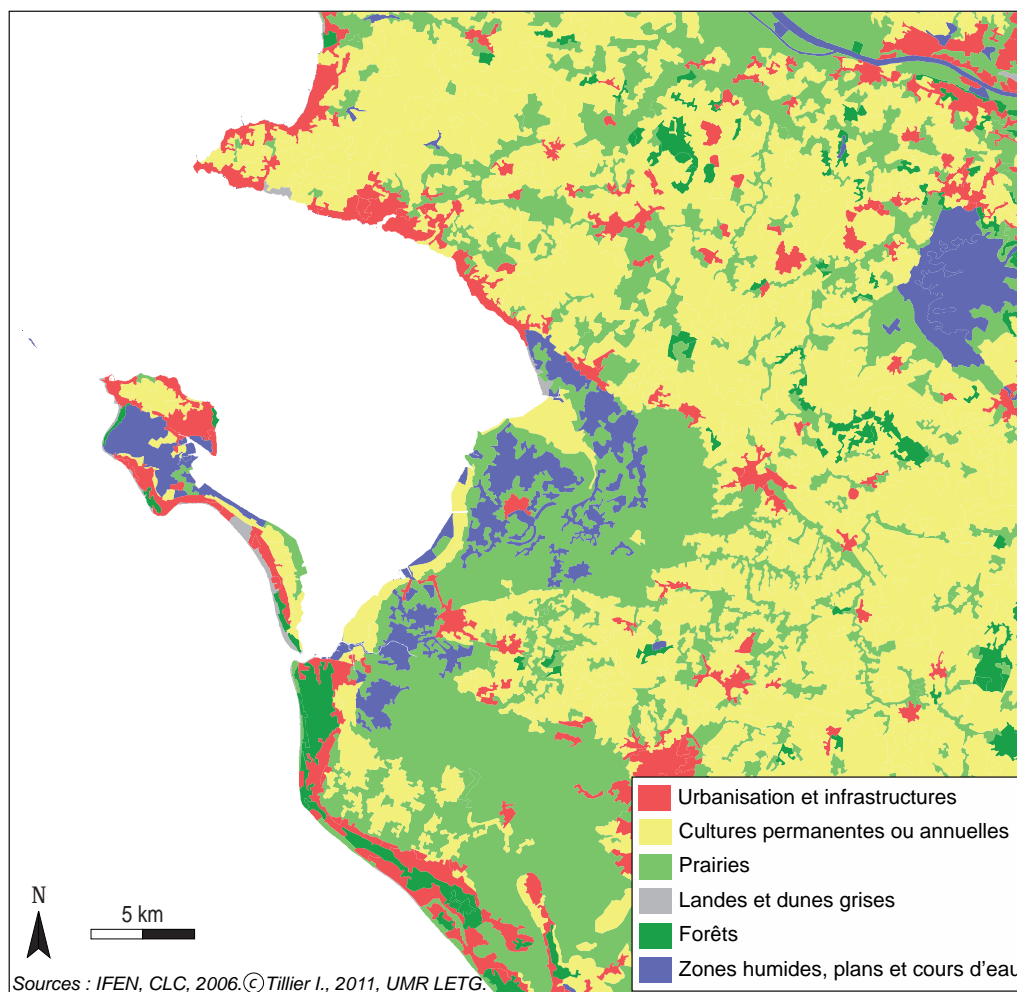 Urbanisation et infrastructures
Cultures permanentes ou annuelles
Prairies
Landes et dunes grises
Forêts
Zones humides, plans et cours d'eau
N
5 km
Sources : IFEN, CLC, 2006.©Tillier I., 2011, UMR LETG.